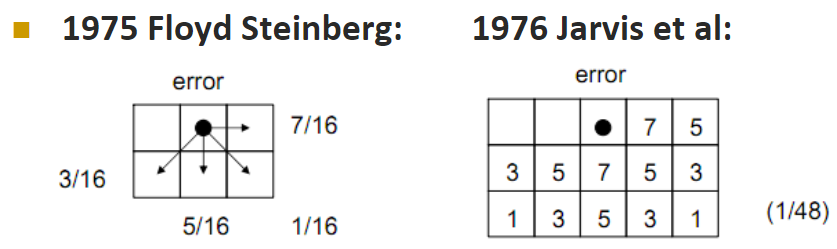 1975 Floyd Steinberg: 1976 Jarvis et al:
error
7/16
3/16
5/16 1/16
error
7 5
3 5 7 5 3
1 3 5 3 1
(1/48)